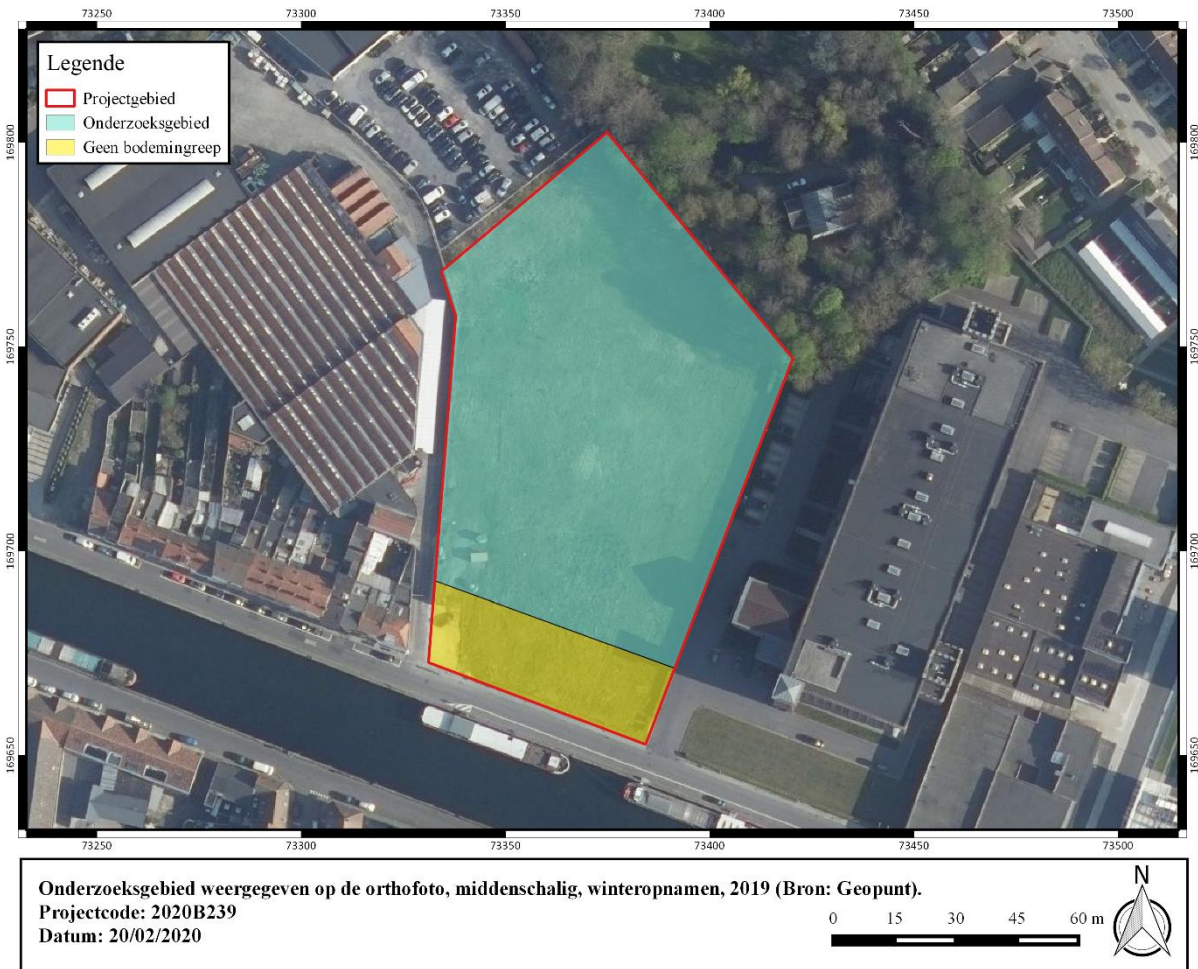 73250 73300 73350 73400 73450 73500
Legende
Projectgebied
Onderzoeksgebied
Geen bodemingreep
169800 169800
169750 169750
169700 169700
169650 169650
73250 73300 73350 73400 73450 73500
Onderzoeksgebied weergegeven op de orthofoto, middenschalig, winteropnamen, 2019 (Bron: Geopunt).
Projectcode: 2020B239
Datum: 20/02/2020
0 15 30 45 60 m
N